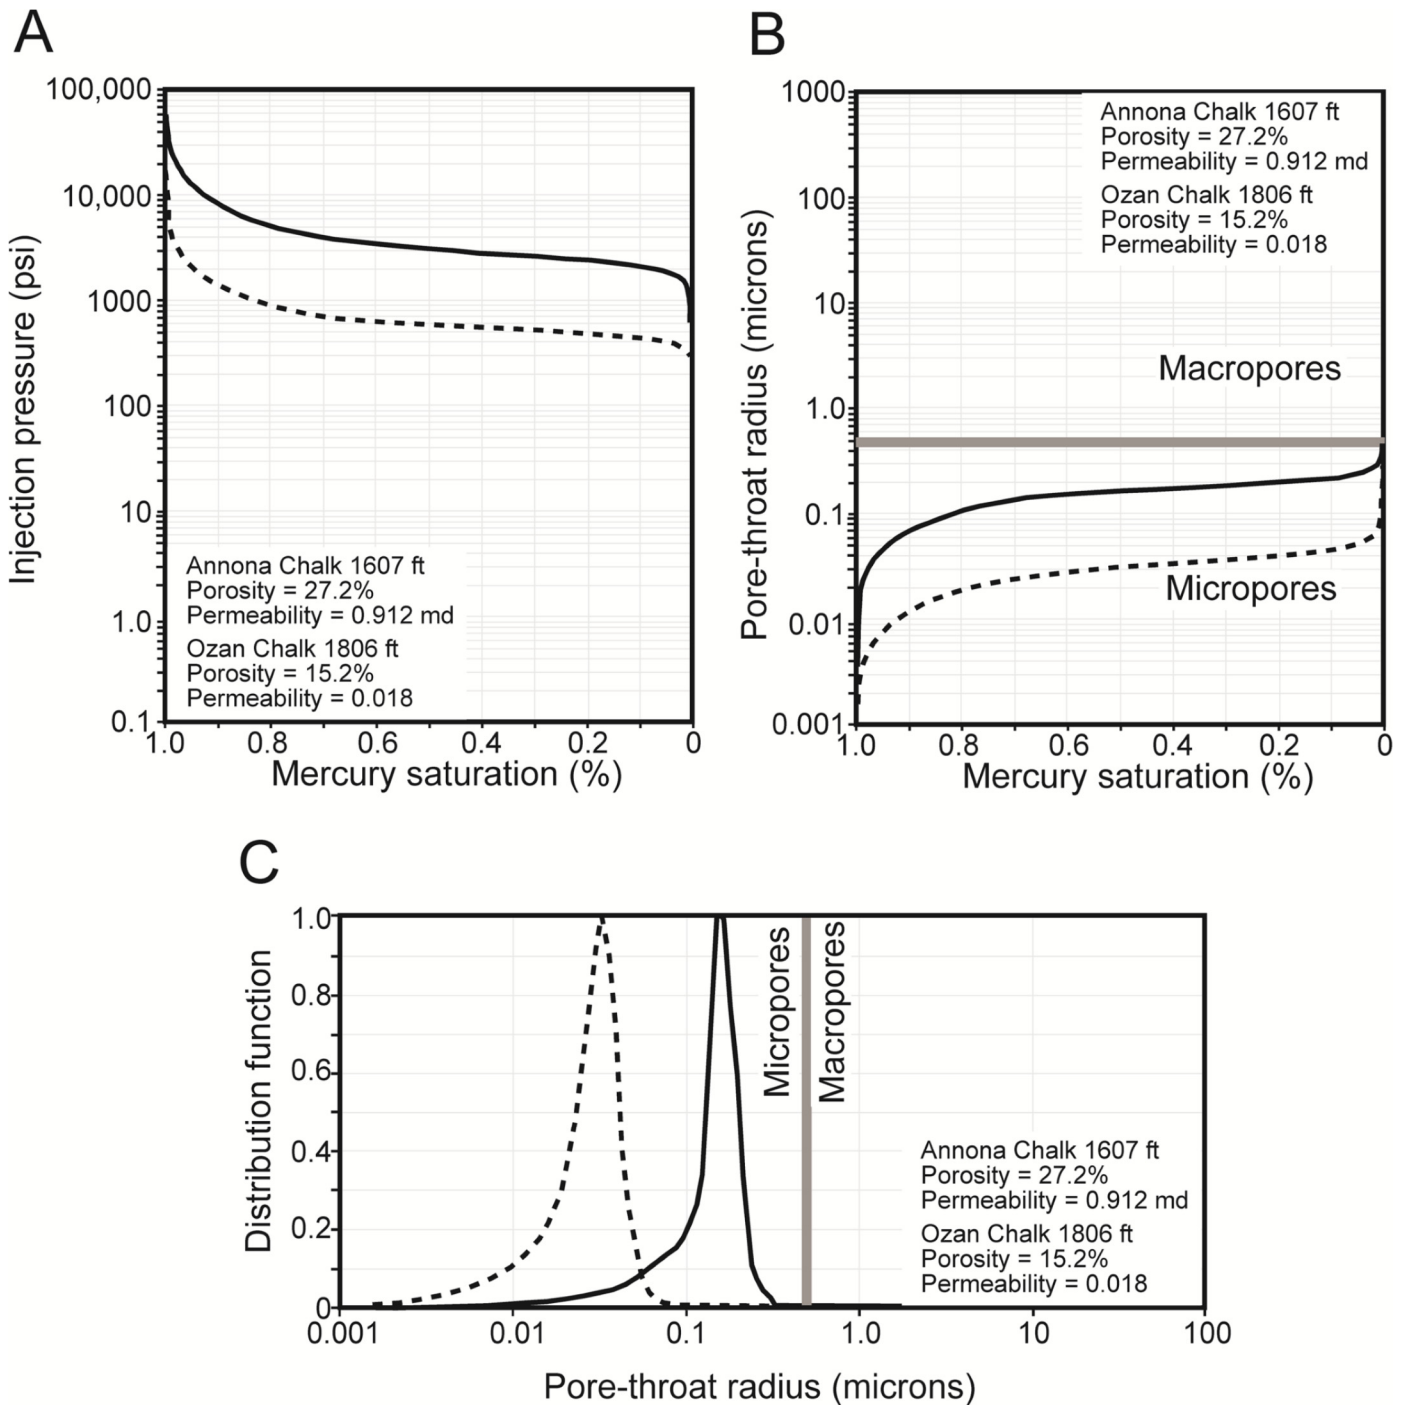 A
100,000
10,000
1000
100
10
1.0
0.1
Injection pressure (psi)
Annona Chalk 1607 ft
Porosity = 27.2%
Permeability = 0.912 md
Ozan Chalk 1806 ft
Porosity = 15.2%
Permeability = 0.018
1.0 0.8 0.6 0.4 0.2 0
Mercury saturation (%)
B
1000
100
10
1.0
0.1
0.01
0.001
Pore-throat radius (microns)
Annona Chalk 1607 ft
Porosity = 27.2%
Permeability = 0.912 md
Ozan Chalk 1806 ft
Porosity = 15.2%
Permeability = 0.018
Macropores
Micropores
1.0 0.8 0.6 0.4 0.2 0
Mercury saturation (%)
C
1.0
0.8
0.6
0.4
0.2
0
Distribution function
Micropores
Macropores
Annona Chalk 1607 ft
Porosity = 27.2%
Permeability = 0.912 md
Ozan Chalk 1806 ft
Porosity = 15.2%
Permeability = 0.018
0.001 0.01 0.1 1.0 10 100
Pore-throat radius (microns)